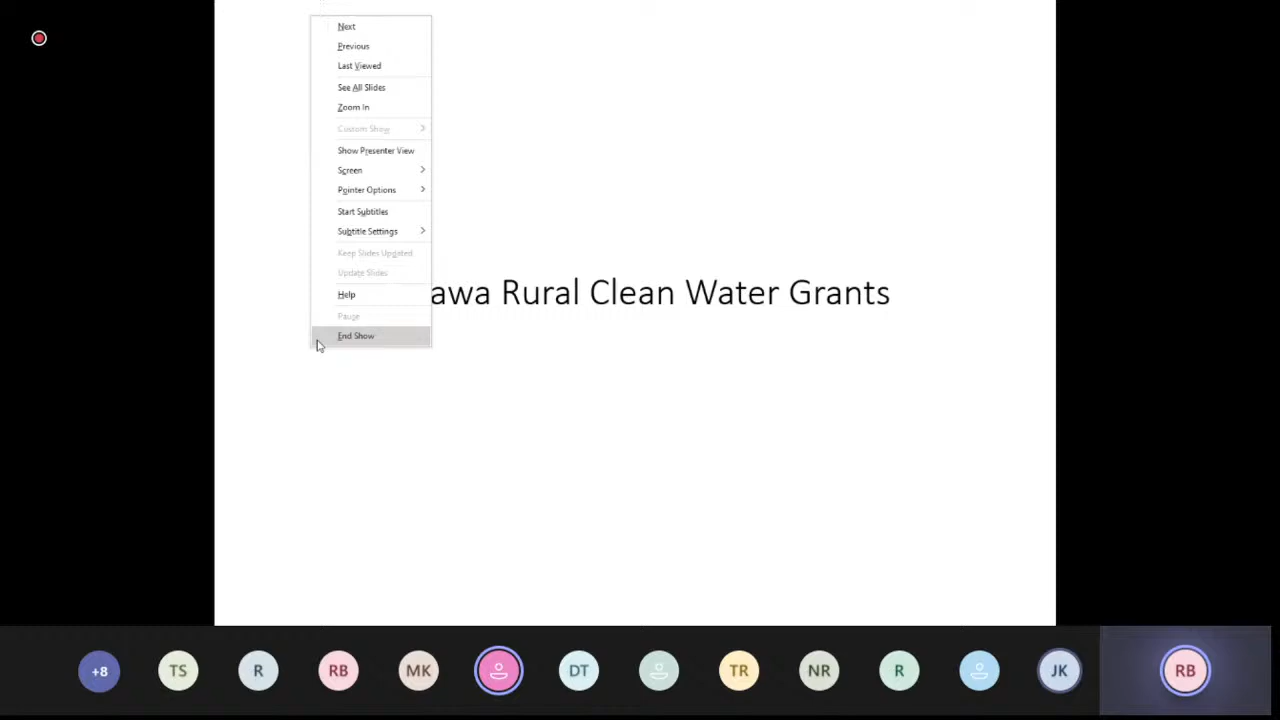 Next
Previous
Last Viewed
See All Slides
Zoom In
Custom Show
Show Presenter View
Screen
Pointer Options
Start Subtitles
Subtitle Settings
Keep Slides Updated
Update Slides
Help
Pause
End Show
awa Rural Clean Water Grants
+8 TS R RB MK DT TR NR R JK RB